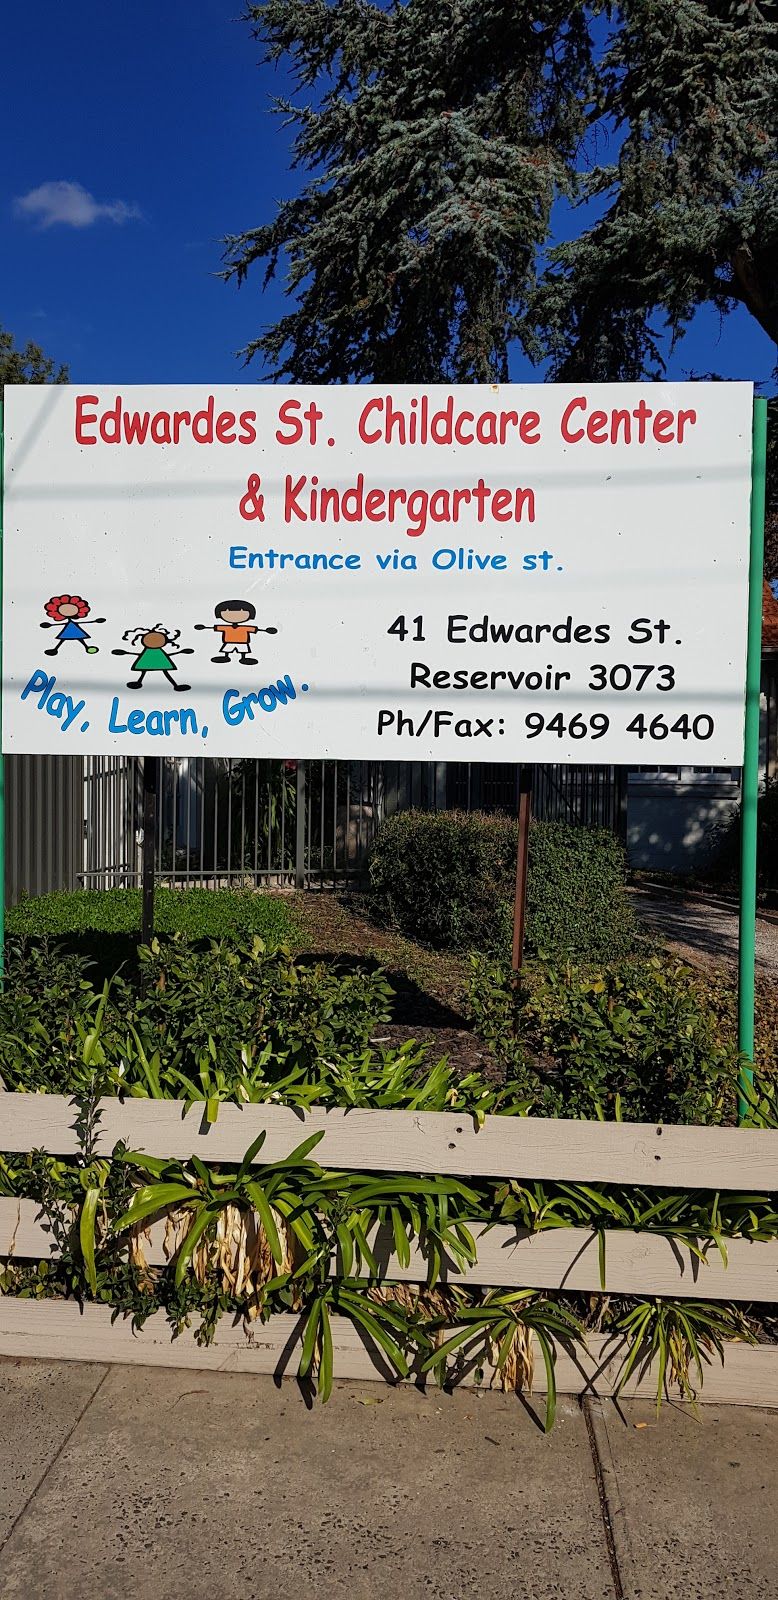 Edwardes St. Childcare Center
& Kindergarten
Entrance via Olive st.
Play, Learn, Grow.
41 Edwardes St.
Reservoir 3073
Ph/Fax: 9469 4640